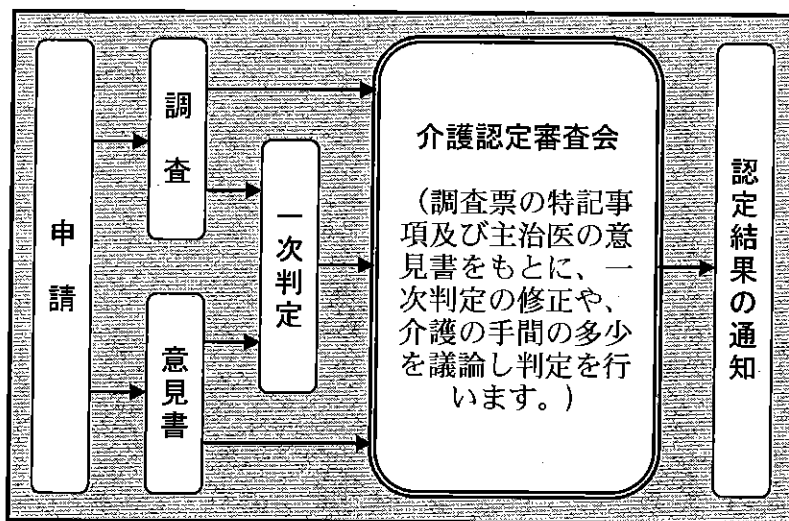 申請
調査
意見書
一次判定
介護認定審査会
（調査票の特記事
項及び主治医の意
見書をもとに、一
次判定の修正や、
介護の手間の多少
を議論し判定を行
います。）
認定結果の通知